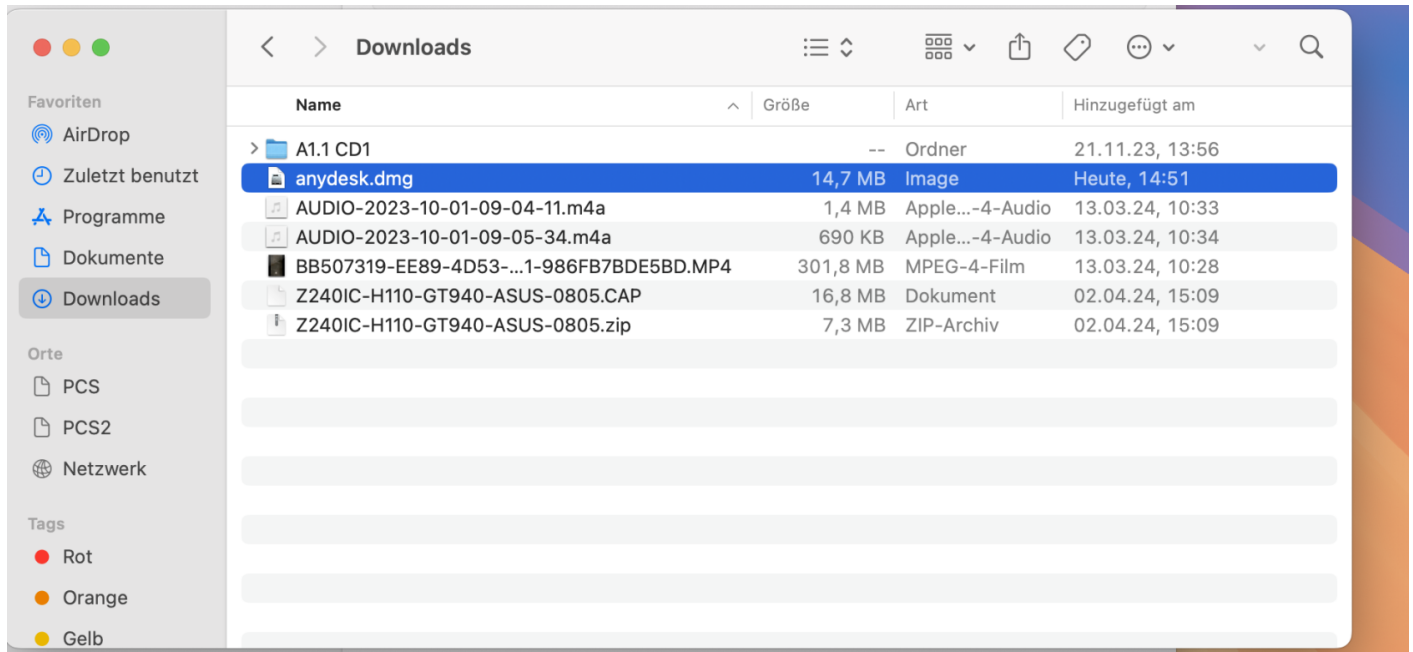 Downloads
Favoriten
AirDrop
Zuletzt benutzt
Programme
Dokumente
Downloads
Orte
PCS
PCS2
Netzwerk
Tags
Rot
Orange
Gelb
Name Größe Art Hinzugefügt am
A1.1 CD1 -- Ordner 21.11.23, 13:56
anydesk.dmg 14,7 MB Image Heute, 14:51
AUDIO-2023-10-01-09-04-11.m4a 1,4 MB Apple...-4-Audio 13.03.24, 10:33
AUDIO-2023-10-01-09-05-34.m4a 690 KB Apple...-4-Audio 13.03.24, 10:34
BB507319-EE89-4D53-...1-986FB7BDE5BD.MP4 301,8 MB MPEG-4-Film 13.03.24, 10:28
Z240IC-H110-GT940-ASUS-0805.CAP 16,8 MB Dokument 02.04.24, 15:09
Z240IC-H110-GT940-ASUS-0805.zip 7,3 MB ZIP-Archiv 02.04.24, 15:09